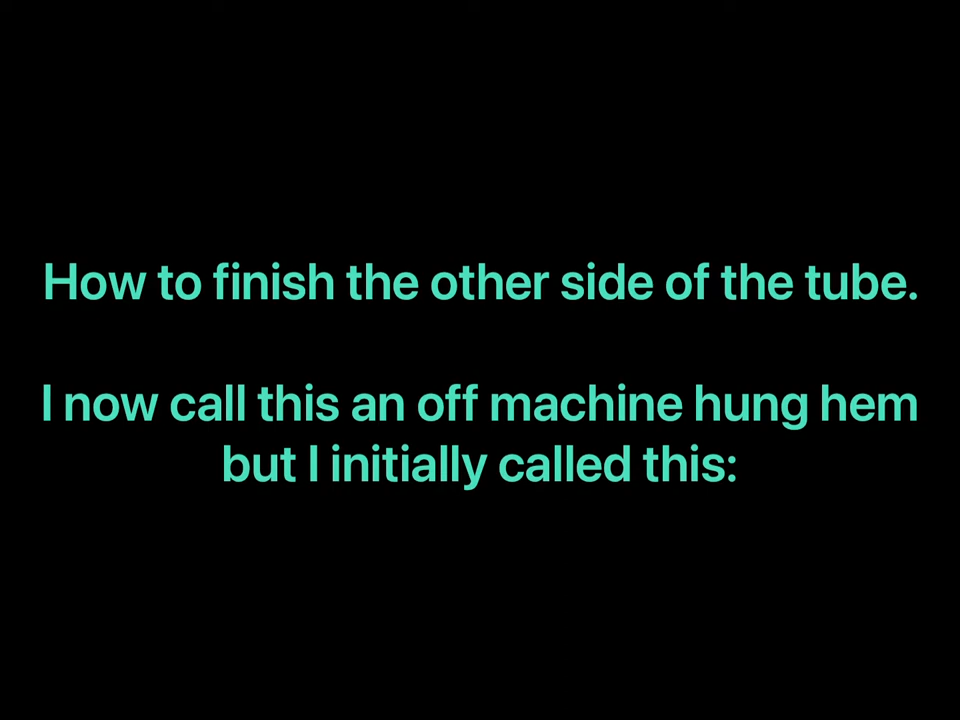 How to finish the other side of the tube.
I now call this an off machine hung hem
but I initially called this: